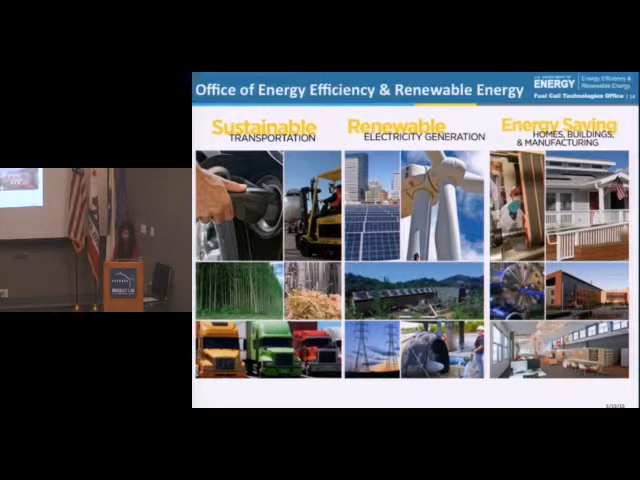 Office of Energy Efficiency & Renewable Energy
U.S. DEPARTMENT OF
ENERGY
Energy Efficiency &
Renewable Energy
Fuel Cell Technologies Office | 14
Sustainable
TRANSPORTATION
Renewable
ELECTRICITY GENERATION
Energy Saving
HOMES, BUILDINGS,
& MANUFACTURING